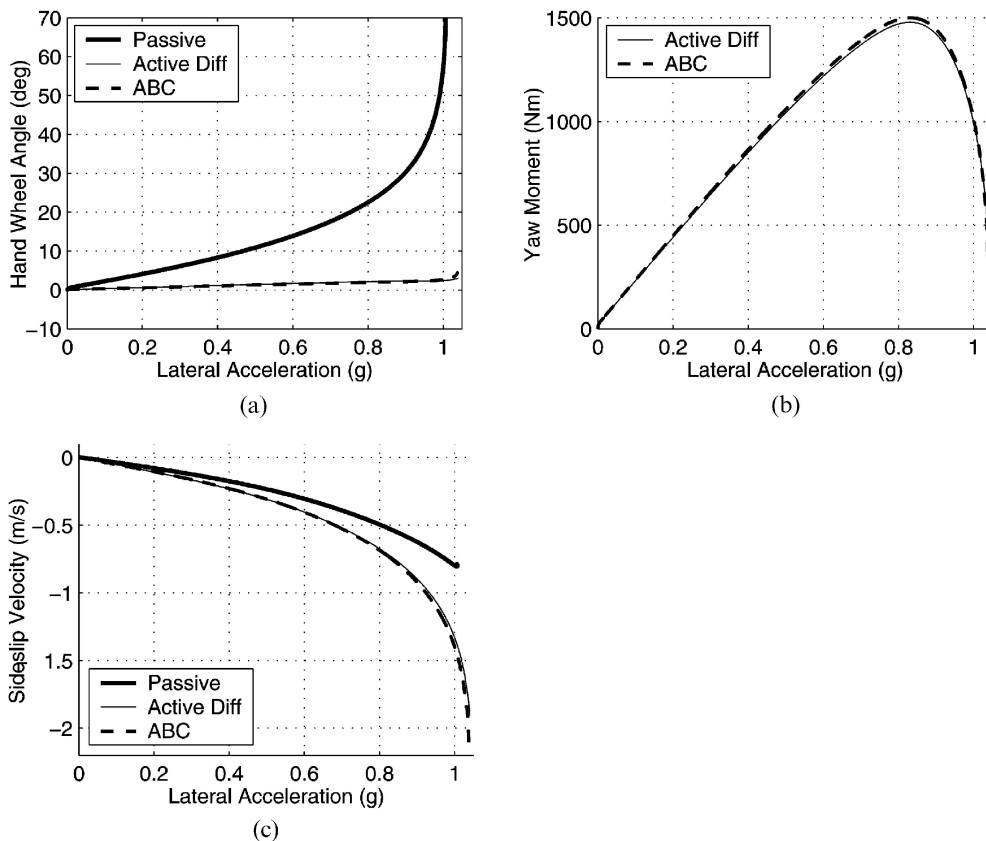 70
60
50
40
30
20
10
0
−10
Hand Wheel Angle (deg)
Passive
Active Diff
ABC
0 0.2 0.4 0.6 0.8 1
Lateral Acceleration (g)
(a)
1500
1000
500
0
Yaw Moment (Nm)
Active Diff
ABC
0 0.2 0.4 0.6 0.8 1
Lateral Acceleration (g)
(b)
0
−0.5
−1
1.5
−2
Sideslip Velocity (m/s)
Passive
Active Diff
ABC
0 0.2 0.4 0.6 0.8 1
Lateral Acceleration (g)
(c)